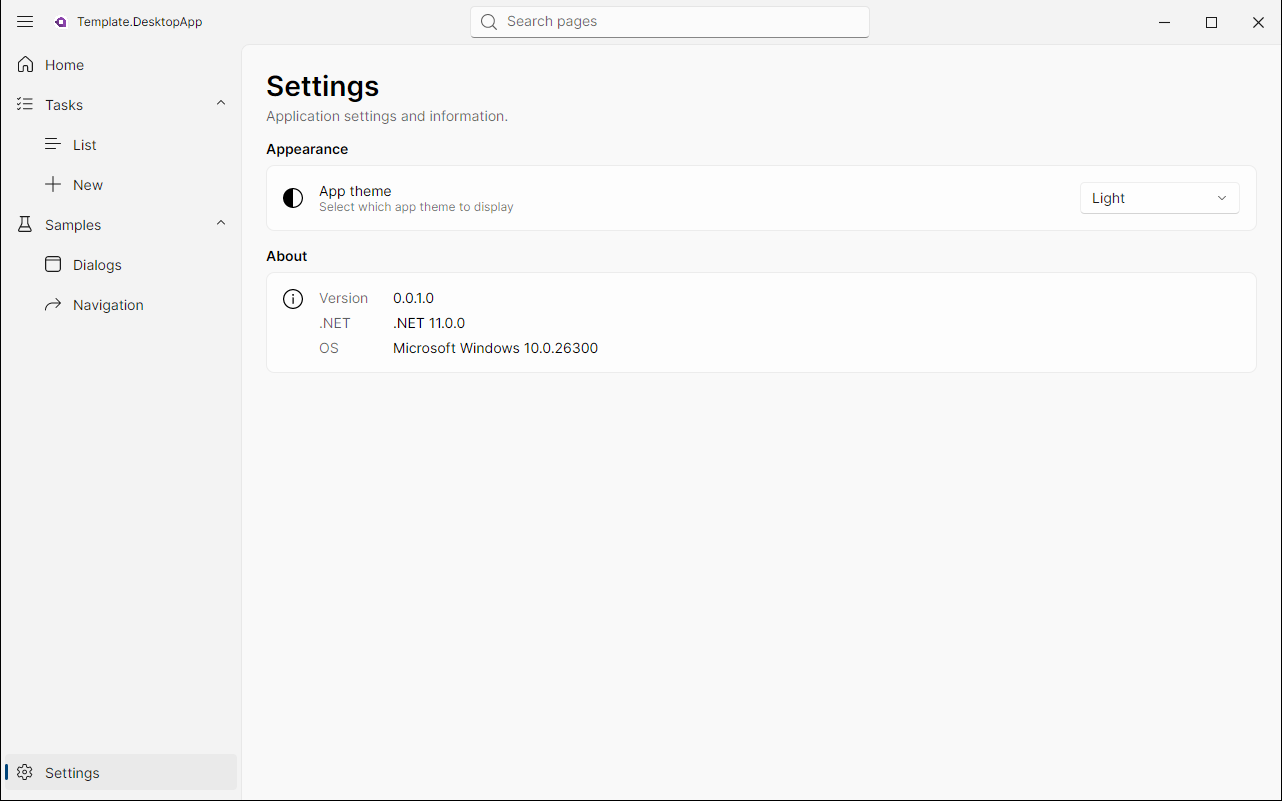 Template.DesktopApp
Search pages
Home
Tasks
List
New
Samples
Dialogs
Navigation
Settings
Settings
Application settings and information.
Appearance
App theme
Select which app theme to display
Light
About
Version 0.0.1.0
.NET .NET 11.0.0
OS Microsoft Windows 10.0.26300